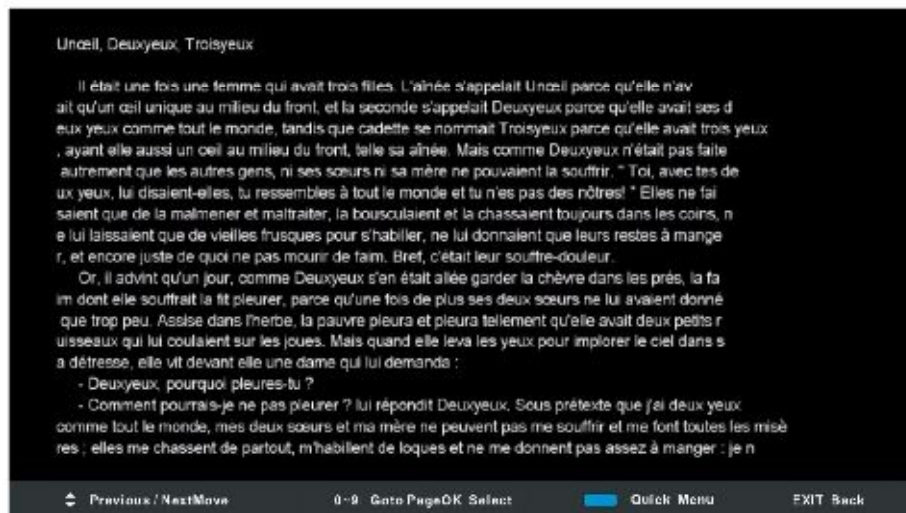 Unœil, Deuxyeux, Troisyeux
Il était une fois une femme qui avait trois filles. L'aînée s'appelait Unœil parce qu'elle n'av
ait qu'un œil unique au milieu du front, et la seconde s'appelait Deuxyeux parce qu'elle avait ses d
eux yeux comme tout le monde, tandis que cadette se nommait Troisyeux parce qu'elle avait trois yeux
, ayant elle aussi un oeil au milieu du front, telle sa aînée. Mais comme Deuxyeux n'était pas faite
autrement que les autres gens, ni ses sœurs ni sa mère ne pouvaient la souffrir. " Toi, avec tes de
ux yeux, lui disaient-elles, tu ressembles à tout le monde et tu n'es pas des nôtres! " Elles ne fai
saient que de la malmener et maltraiter, la bousculaient et la chassaient toujours dans les coins, n
e lui laissaient que de vieilles frusques pour s'habiller, ne lui donnaient que leurs restes à mange
r, et encore juste de quoi ne pas mourir de faim. Bref, c'était leur souffre-douleur.
Or, il advint qu'un jour, comme Deuxyeux s'en était allée garder la chèvre dans les prés, la fa
im dont elle souffrait la fit pleurer, parce qu'une fois de plus ses deux sœurs ne lui avaient donné
que trop peu. Assise dans l'herbe, la pauvre pleura et pleura tellement qu'elle avait deux petits r
uisseaux qui lui coulaient sur les joues. Mais quand elle leva les yeux pour implorer le ciel dans s
a détresse, elle vit devant elle une dame qui lui demanda :
- Deuxyeux, pourquoi pleures-tu ?
- Comment pourrais-je ne pas pleurer ? lui répondit Deuxyeux. Sous prétexte que j'ai deux yeux
comme tout le monde, mes deux sœurs et ma mère ne peuvent pas me souffrir et me font toutes les misè
res ; elles me chassent de partout, m'habillent de loques et ne me donnent pas assez à manger : je n
Previous/NextMove 0~9 Goto PageOK Select Quick Menu EXIT Back